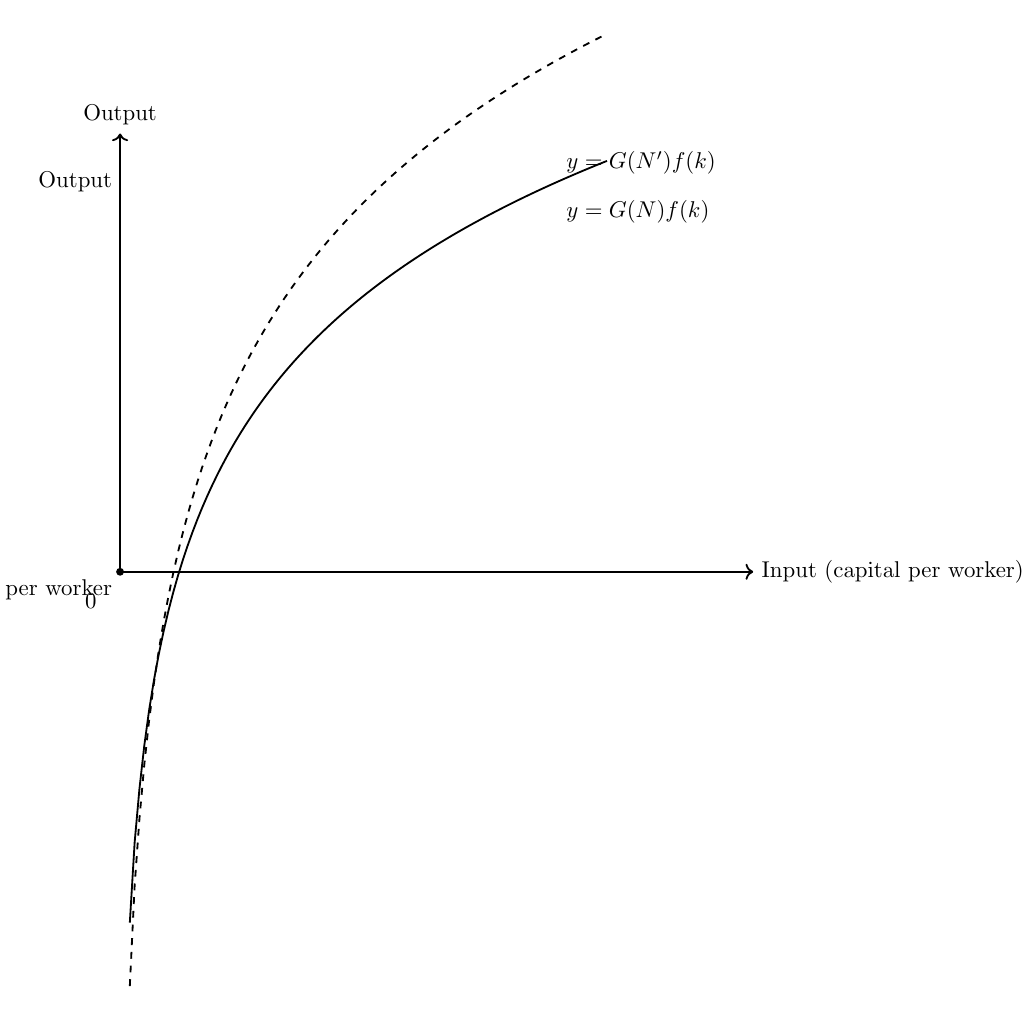 Output
Output
y = G(N′)f(k)
y = G(N)f(k)
Input (capital per worker)
per worker
0